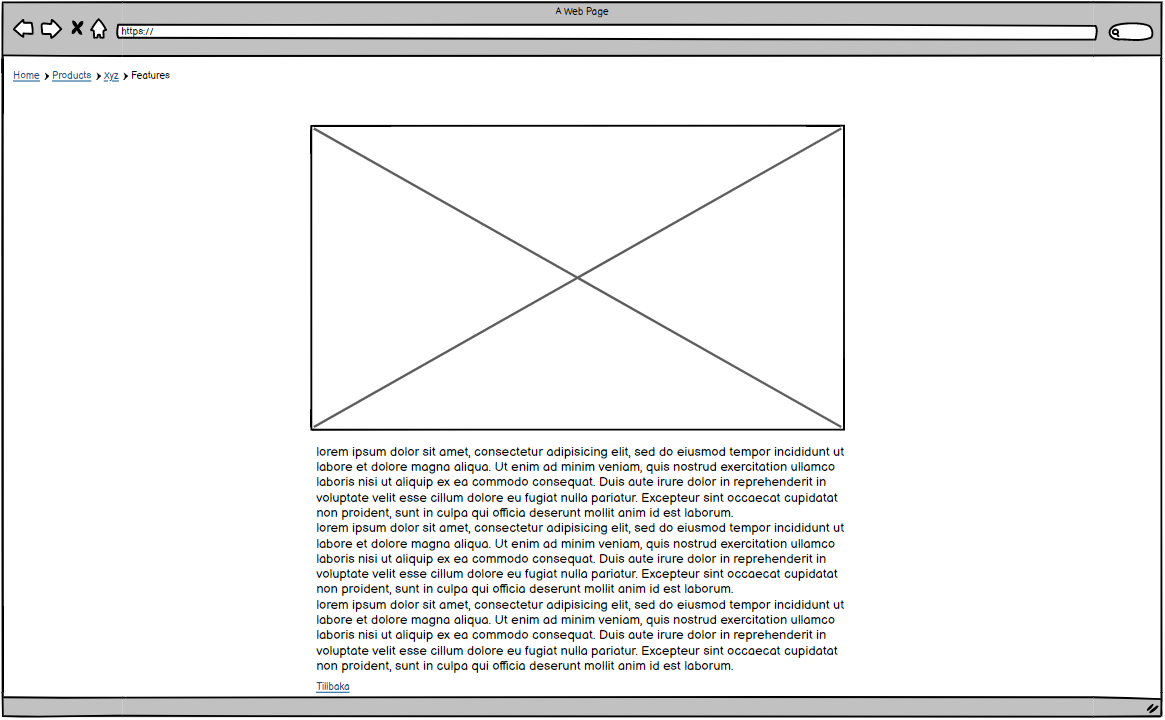 A Web Page
https://
Home > Products > Xyz > Features
lorem ipsum dolor sit amet, consectetur adipisicing elit, sed do eiusmod tempor incididunt ut
labore et dolore magna aliqua. Ut enim ad minim veniam, quis nostrud exercitation ullamco
laboris nisi ut aliquip ex ea commodo consequat. Duis aute irure dolor in reprehenderit in
voluptate velit esse cillum dolore eu fugiat nulla pariatur. Excepteur sint occaecat cupidatat
non proident, sunt in culpa qui officia deserunt mollit anim id est laborum.
lorem ipsum dolor sit amet, consectetur adipisicing elit, sed do eiusmod tempor incididunt ut
labore et dolore magna aliqua. Ut enim ad minim veniam, quis nostrud exercitation ullamco
laboris nisi ut aliquip ex ea commodo consequat. Duis aute irure dolor in reprehenderit in
voluptate velit esse cillum dolore eu fugiat nulla pariatur. Excepteur sint occaecat cupidatat
non proident, sunt in culpa qui officia deserunt mollit anim id est laborum.
lorem ipsum dolor sit amet, consectetur adipisicing elit, sed do eiusmod tempor incididunt ut
labore et dolore magna aliqua. Ut enim ad minim veniam, quis nostrud exercitation ullamco
laboris nisi ut aliquip ex ea commodo consequat. Duis aute irure dolor in reprehenderit in
voluptate velit esse cillum dolore eu fugiat nulla pariatur. Excepteur sint occaecat cupidatat
non proident, sunt in culpa qui officia deserunt mollit anim id est laborum.
Tilibaka